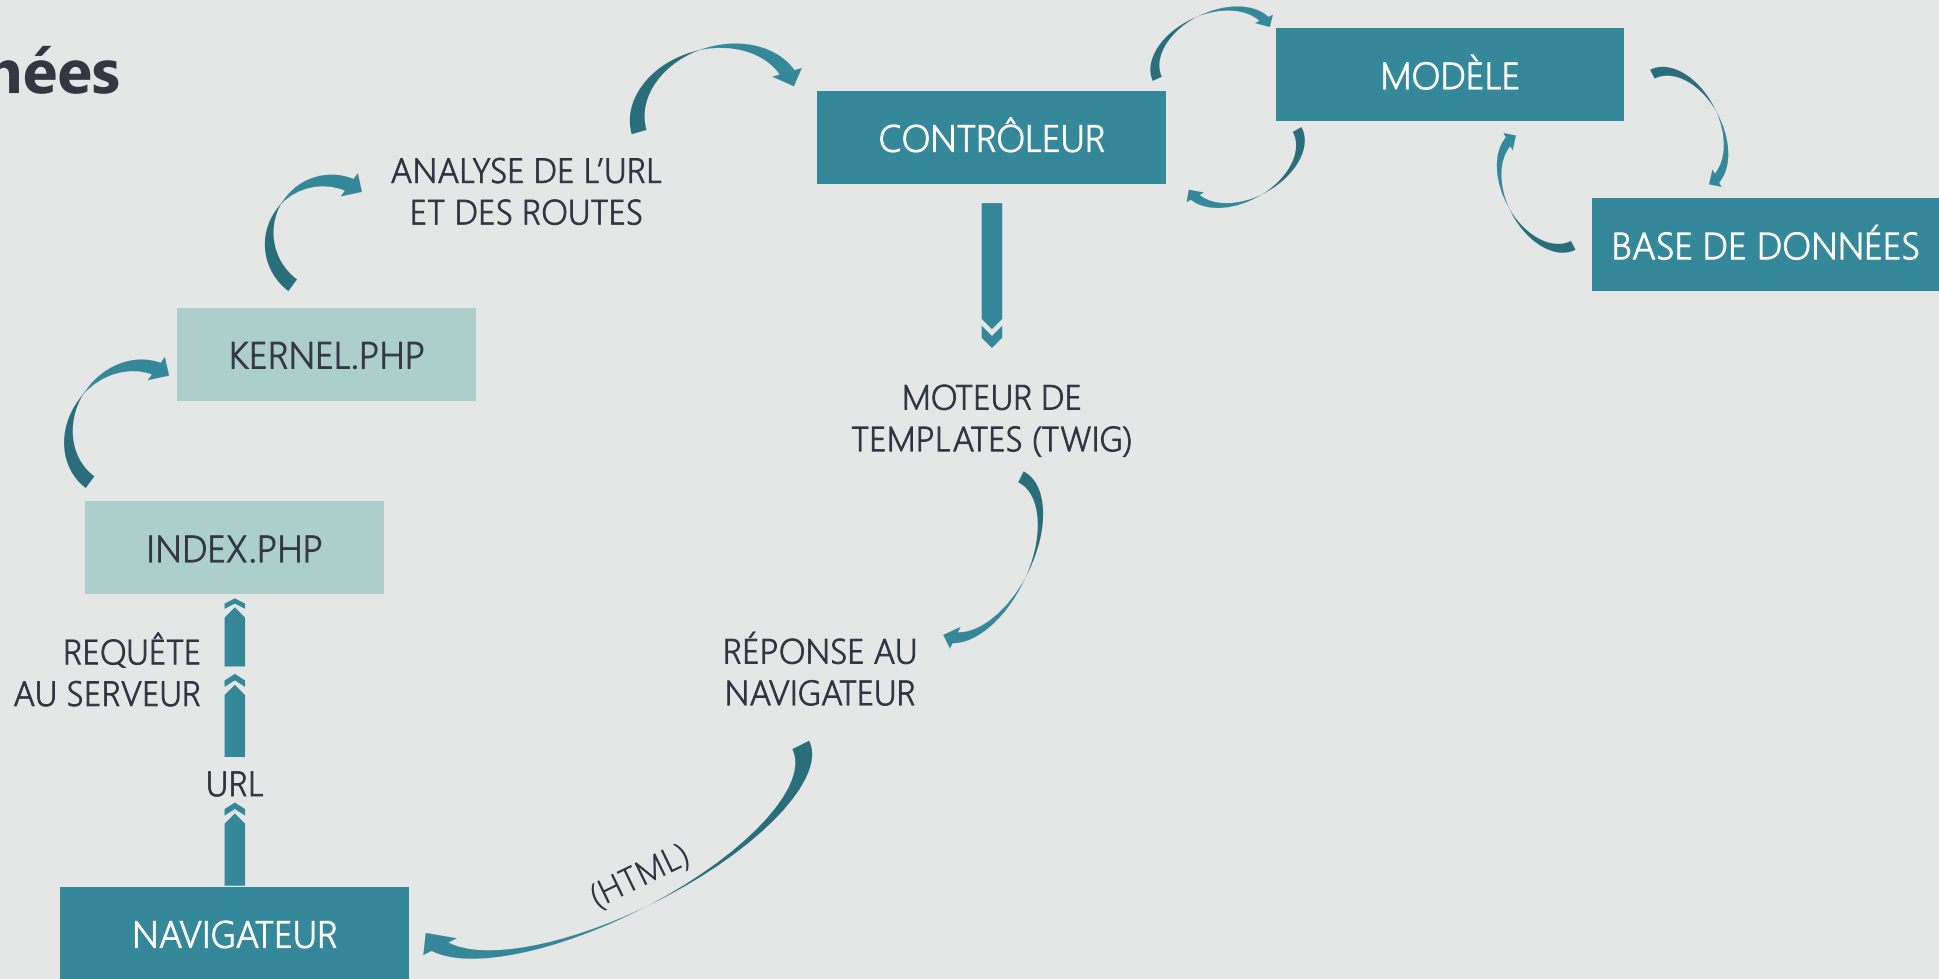 MODÈLE
CONTRÔLEUR
ANALYSE DE L’URL
ET DES ROUTES
BASE DE DONNÉES
KERNEL.PHP
MOTEUR DE
TEMPLATES (TWIG)
INDEX.PHP
REQUÊTE
AU SERVEUR
RÉPONSE AU
NAVIGATEUR
URL
(HTML)
NAVIGATEUR